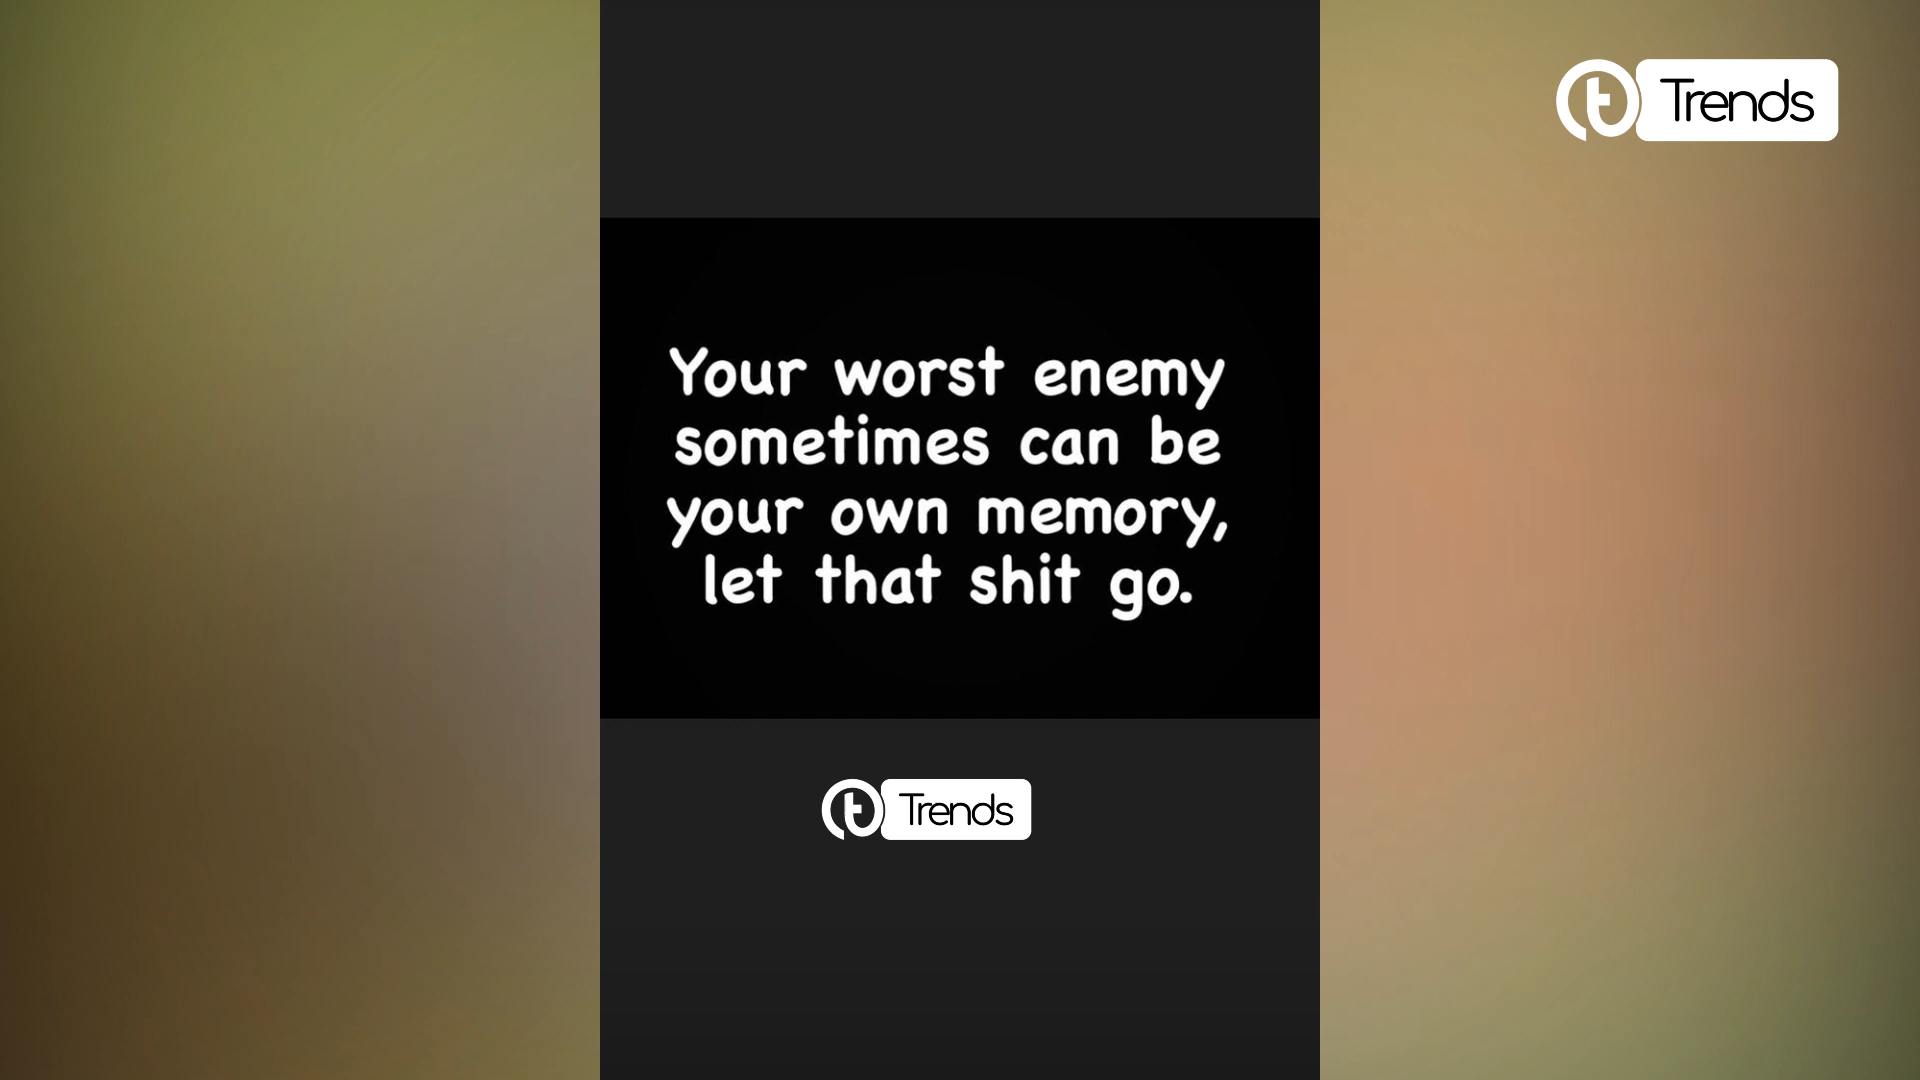 t Trends
Your worst enemy
sometimes can be
your own memory,
let that shit go.
t Trends